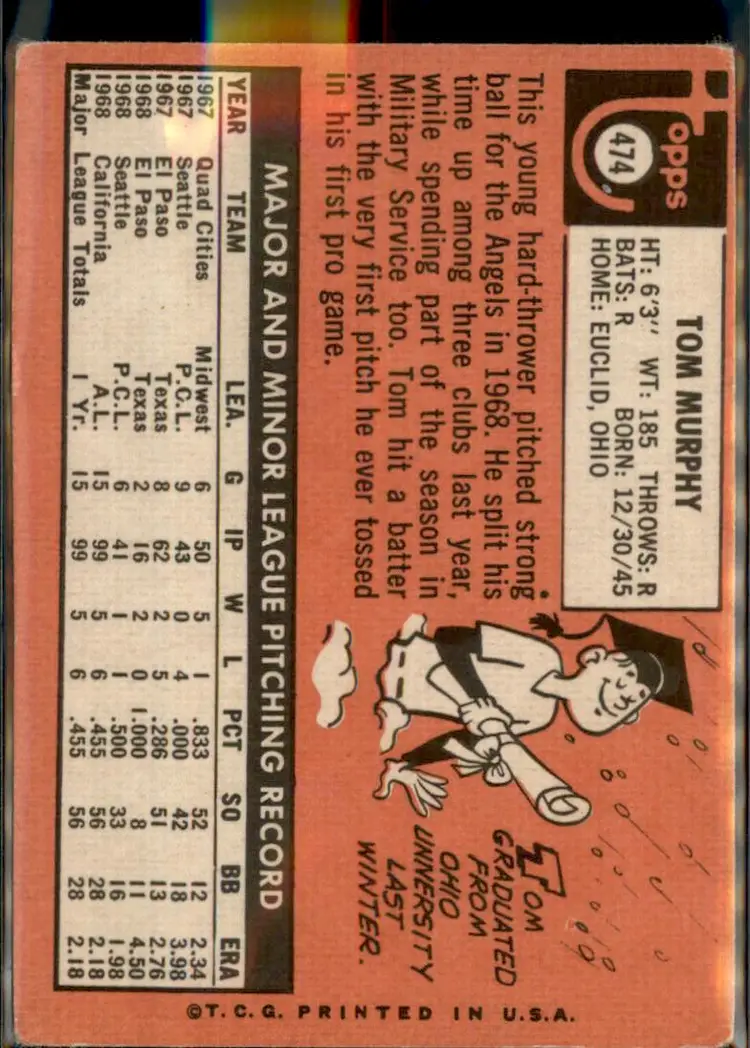 Topps
474
TOM MURPHY
HT: 6'3" WT: 185 THROWS: R
BATS: R BORN: 12/30/45
HOME: EUCLID, OHIO
This young hard-thrower pitched strong
ball for the Angels in 1968. He split his
time up among three clubs last year,
while spending part of the season in
Military Service too. Tom hit a batter
with the very first pitch he ever tossed
in his first pro game.
TOM
GRADUATED
FROM
OHIO
UNIVERSITY
LAST
WINTER.
MAJOR AND MINOR LEAGUE PITCHING RECORD
YEAR TEAM LEA. G IP W L PCT SO BB ERA
1967 Quad Cities Midwest 6 50 5 1 .833 52 12 2.34
1967 Seattle P.C.L. 9 43 0 4 .000 42 18 3.98
1967 El Paso Texas 8 62 2 5 .286 51 13 2.76
1968 El Paso Texas 2 16 2 0 1.000 8 11 4.50
1968 Seattle P.C.L. 6 41 1 1 .500 33 16 1.98
1968 California A.L. 15 99 5 6 .455 56 28 2.18
Major League Totals 1 Yr. 15 99 5 6 .455 56 28 2.18
©T.C.G. PRINTED IN U.S.A.